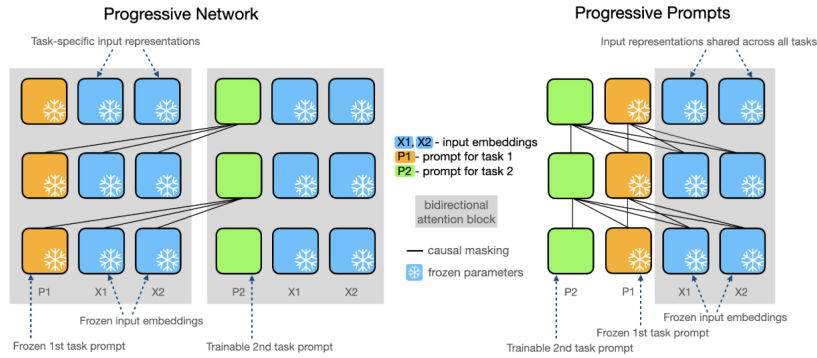 Progressive Network
Task-specific input representations
P1 X1 X2 P2 X1 X2
Frozen input embeddings
Frozen 1st task prompt
Trainable 2nd task prompt
X1, X2 - input embeddings
P1 - prompt for task 1
P2 - prompt for task 2
bidirectional
attention block
causal masking
frozen parameters
Progressive Prompts
Input representations shared across all tasks
P2 P1 X1 X2
Frozen input embeddings
Frozen 1st task prompt
Trainable 2nd task prompt